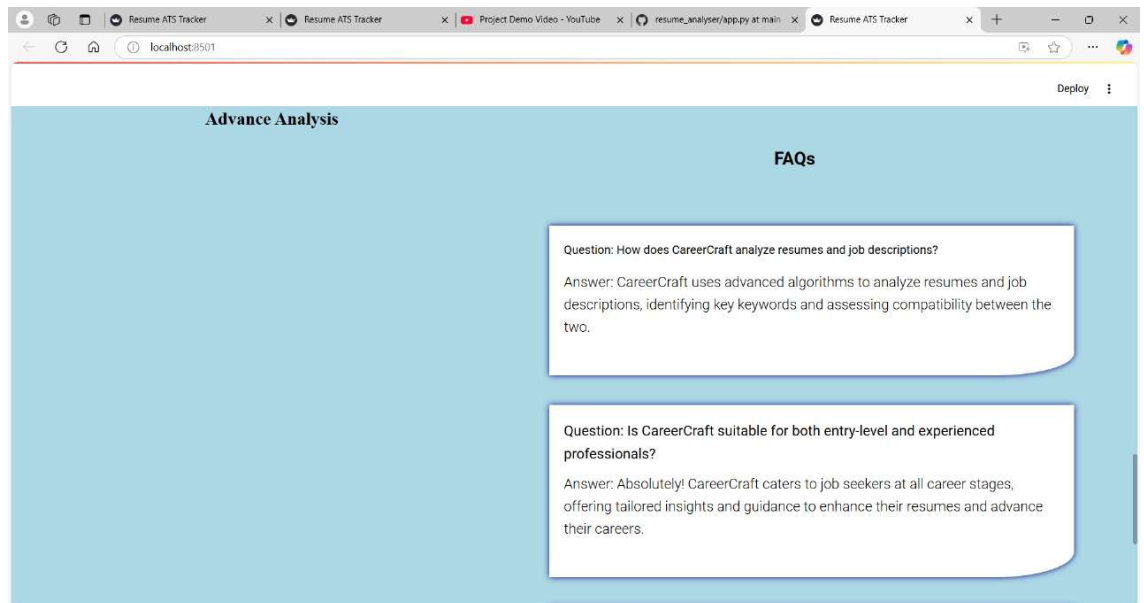 Resume ATS Tracker
Resume ATS Tracker
Project Demo Video - YouTube
resume_analyser/app.py at main
Resume ATS Tracker
localhost:8501
Deploy
Advance Analysis
FAQs
Question: How does CareerCraft analyze resumes and job descriptions?
Answer: CareerCraft uses advanced algorithms to analyze resumes and job
descriptions, identifying key keywords and assessing compatibility between the
two.
Question: Is CareerCraft suitable for both entry-level and experienced
professionals?
Answer: Absolutely! CareerCraft caters to job seekers at all career stages,
offering tailored insights and guidance to enhance their resumes and advance
their careers.